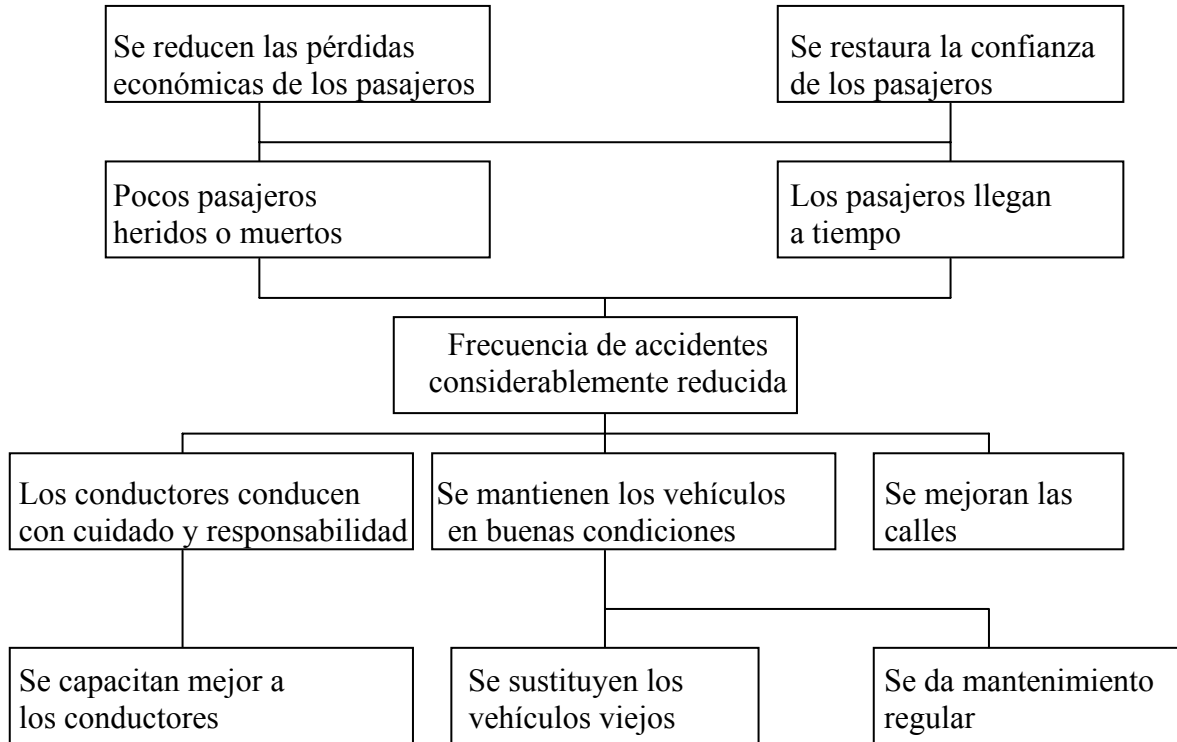 Se reducen las pérdidas
económicas de los pasajeros
Se restaura la confianza
de los pasajeros
Pocos pasajeros
heridos o muertos
Los pasajeros llegan
a tiempo
Frecuencia de accidentes
considerablemente reducida
Los conductores conducen
con cuidado y responsabilidad
Se mantienen los vehículos
en buenas condiciones
Se mejoran las
calles
Se capacitan mejor a
los conductores
Se sustituyen los
vehículos viejos
Se da mantenimiento
regular